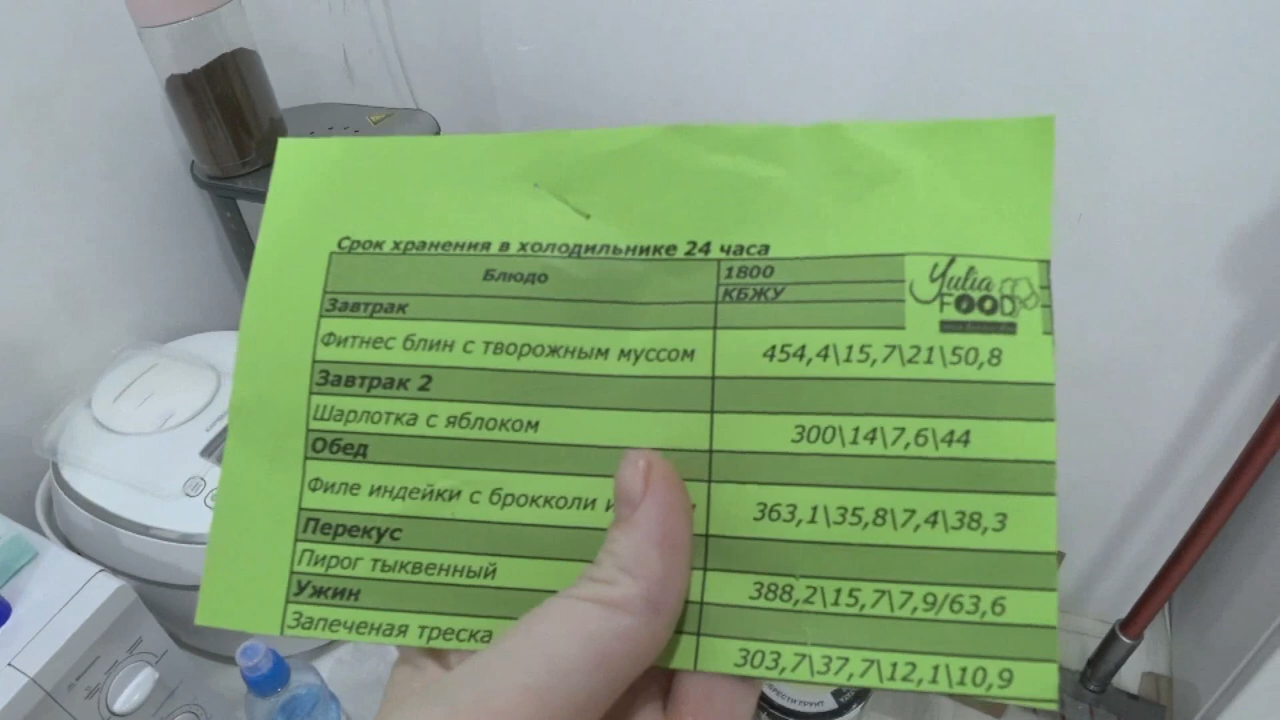 Срок хранения в холодильнике 24 часа
Блюдо
1800
КБЖУ
Yulia
FOOD
Завтрак
Фитнес блин с творожным муссом 454,4\15,7\21\50,8
Завтрак 2
Шарлотка с яблоком 300\14\7,6\44
Обед
Филе индейки с брокколи 363,1\35,8\7,4\38,3
Перекус
Пирог тыквенный 388,2\15,7\7,9/63,6
Ужин
Запеченая треска 303,7\37,7\12,1\10,9